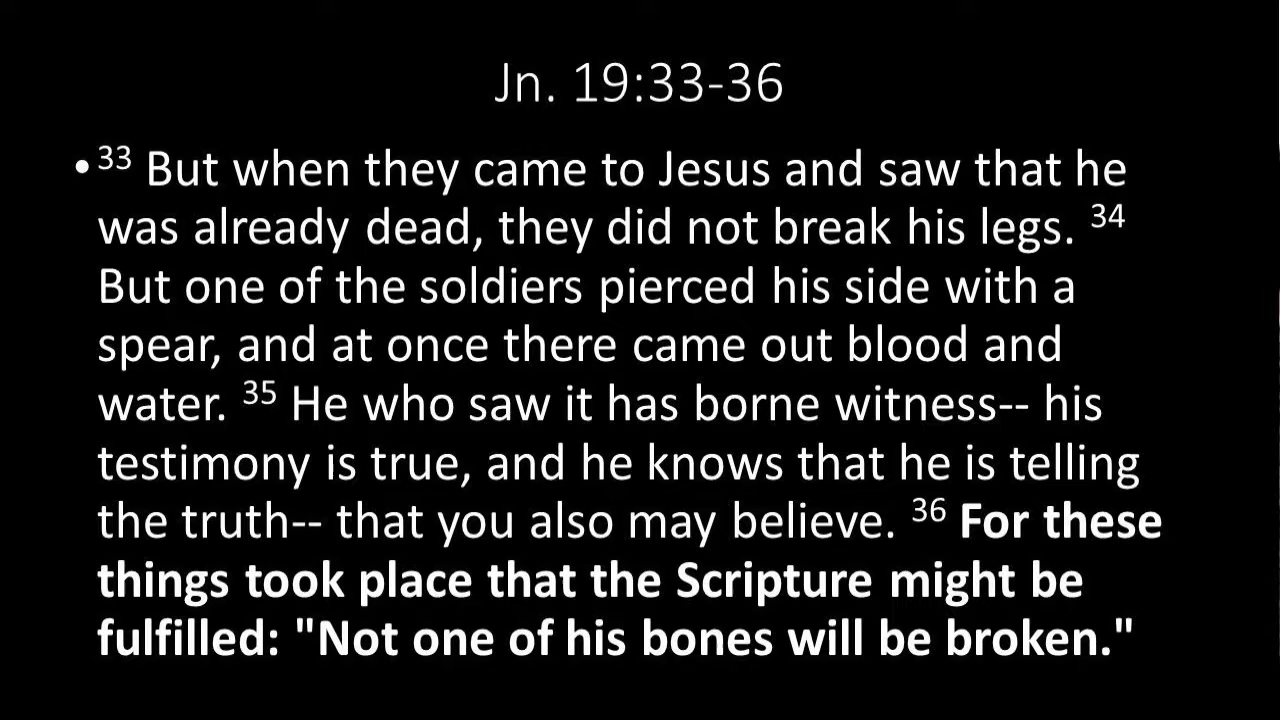 Jn. 19:33-36
• 33 But when they came to Jesus and saw that he
was already dead, they did not break his legs. 34
But one of the soldiers pierced his side with a
spear, and at once there came out blood and
water. 35 He who saw it has borne witness-- his
testimony is true, and he knows that he is telling
the truth-- that you also may believe. 36 For these
things took place that the Scripture might be
fulfilled: "Not one of his bones will be broken."